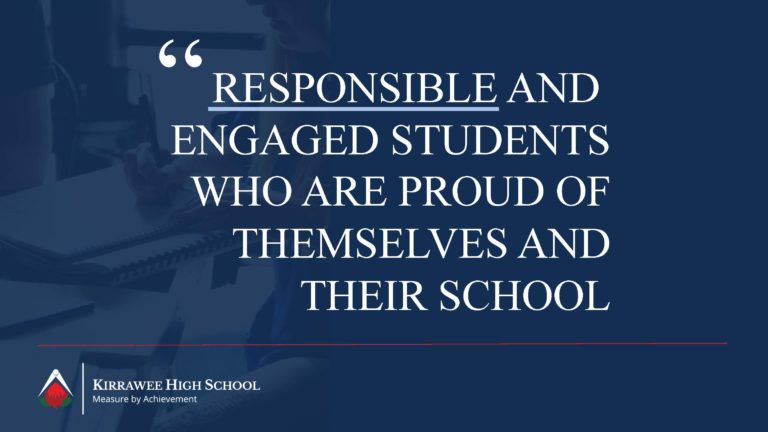 “ RESPONSIBLE AND
ENGAGED STUDENTS
WHO ARE PROUD OF
THEMSELVES AND
THEIR SCHOOL
KIRRAWEE HIGH SCHOOL
Measure by Achievement